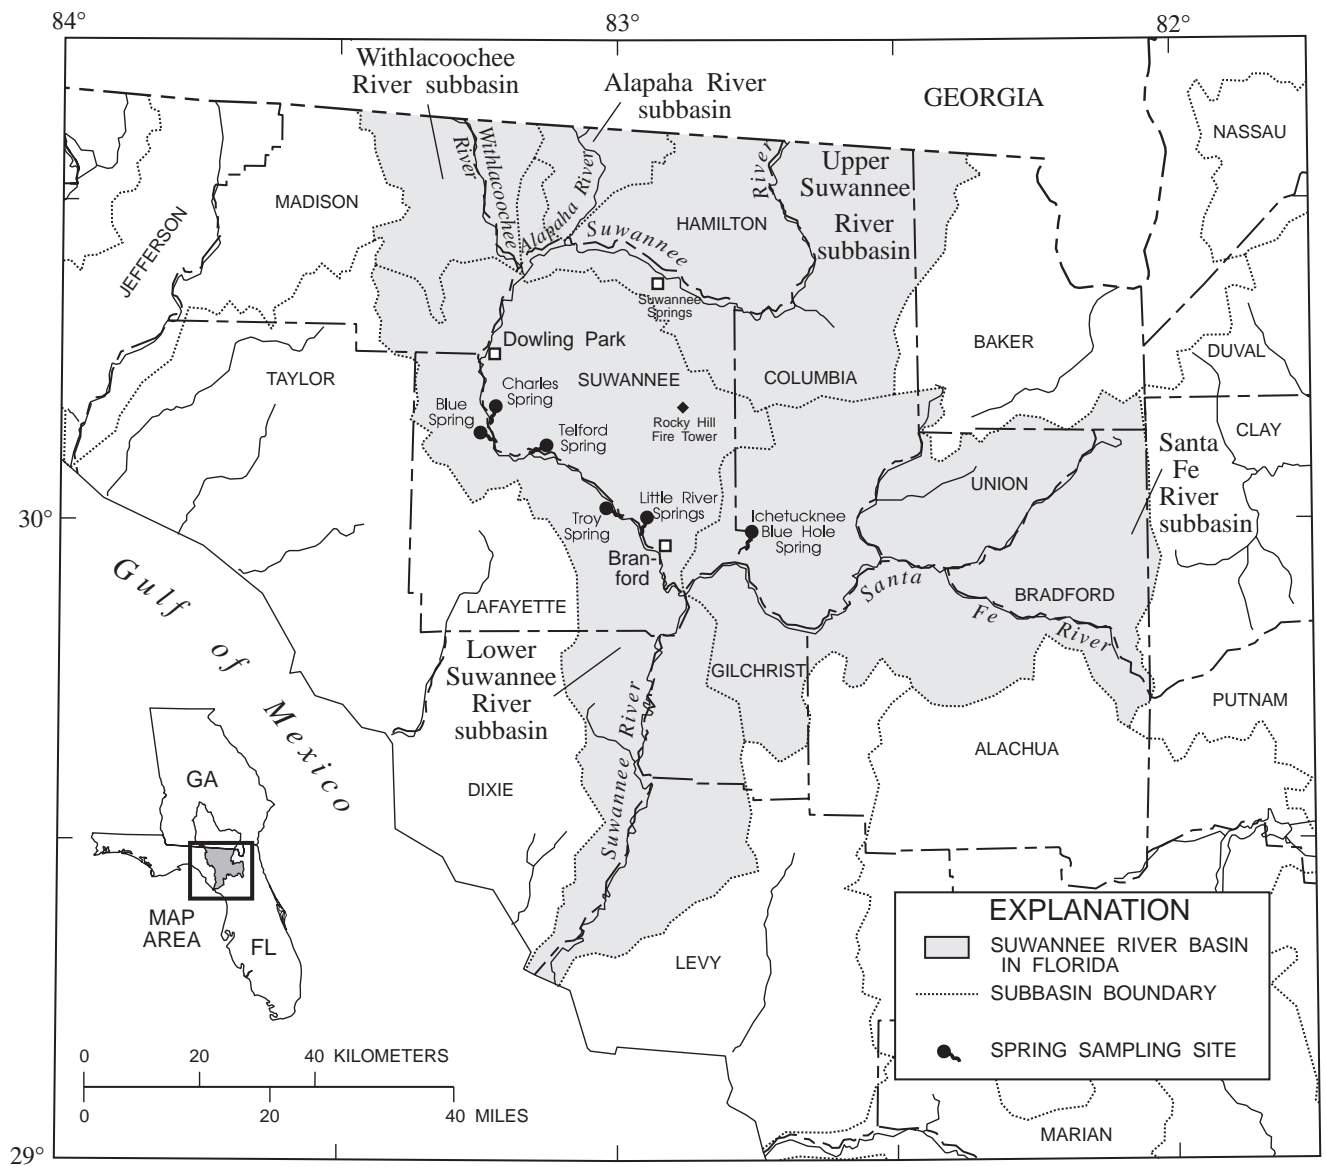 84°
83°
82°
Withlacoochee
River subbasin
Alapaha River
subbasin
GEORGIA
NASSAU
Withlacoochee
River
Alapaha River
River
Upper
Suwannee
River
subbasin
MADISON
JEFFERSON
HAMILTON
Suwannee
Suwannee
Springs
Dowling Park
BAKER
DUVAL
TAYLOR
SUWANNEE
COLUMBIA
Charles
Spring
Blue
Spring
Rocky Hill
Fire Tower
Telford
Spring
CLAY
Santa
Fe
River
subbasin
UNION
Little River
Springs
Troy
Spring
Ichetucknee
Blue Hole
Spring
30°
Bran-
ford
Gulf of Mexico
LAFAYETTE
Santa
Fe
River
BRADFORD
Lower
Suwannee
River
subbasin
GILCHRIST
PUTNAM
Suwannee River
ALACHUA
DIXIE
GA
MAP
AREA
FL
LEVY
EXPLANATION
SUWANNEE RIVER BASIN
IN FLORIDA
SUBBASIN BOUNDARY
SPRING SAMPLING SITE
0 20 40 KILOMETERS
0 20 40 MILES
MARIAN
29°